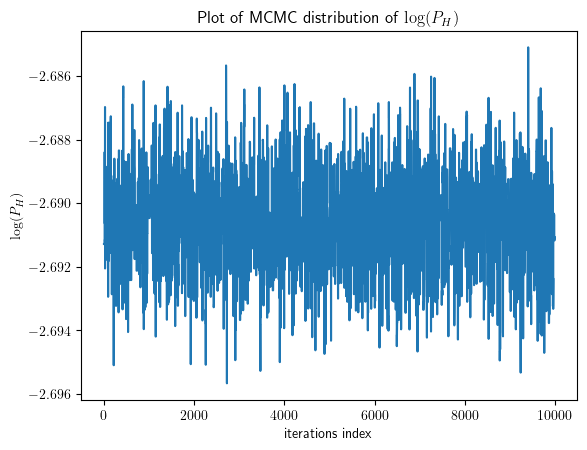 Plot of MCMC distribution of log(P_H)
−2.686
−2.688
−2.690
−2.692
−2.694
−2.696
log(P_H)
0 2000 4000 6000 8000 10000
iterations index